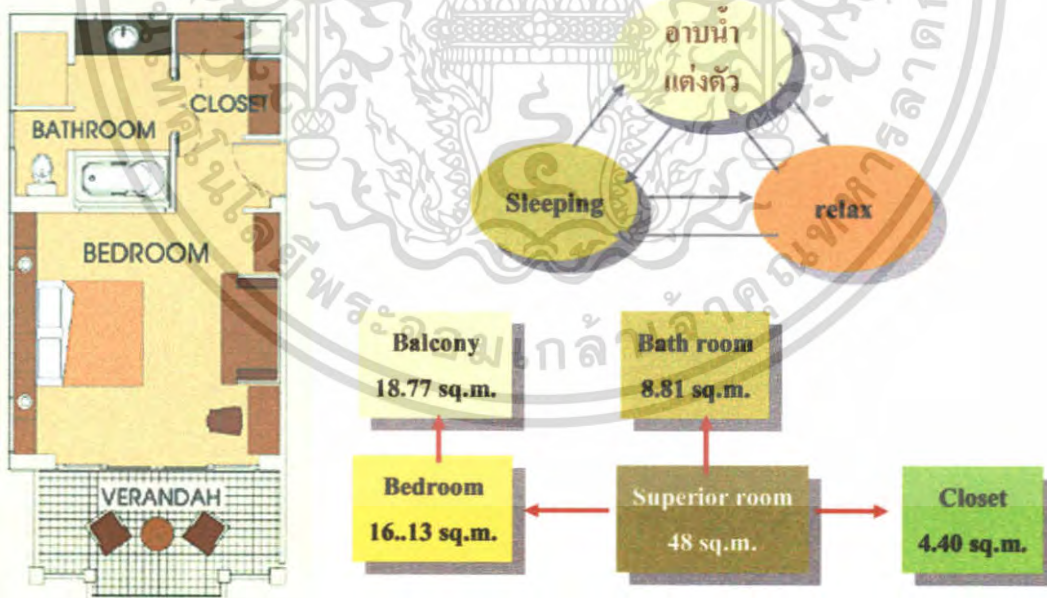 CLOSET
BATHROOM
BEDROOM
VERANDAH
อาบน้ำ
แต่งตัว
Sleeping
relax
Balcony
18.77 sq.m.
Bath room
8.81 sq.m.
Bedroom
16..13 sq.m.
Superior room
48 sq.m.
Closet
4.40 sq.m.